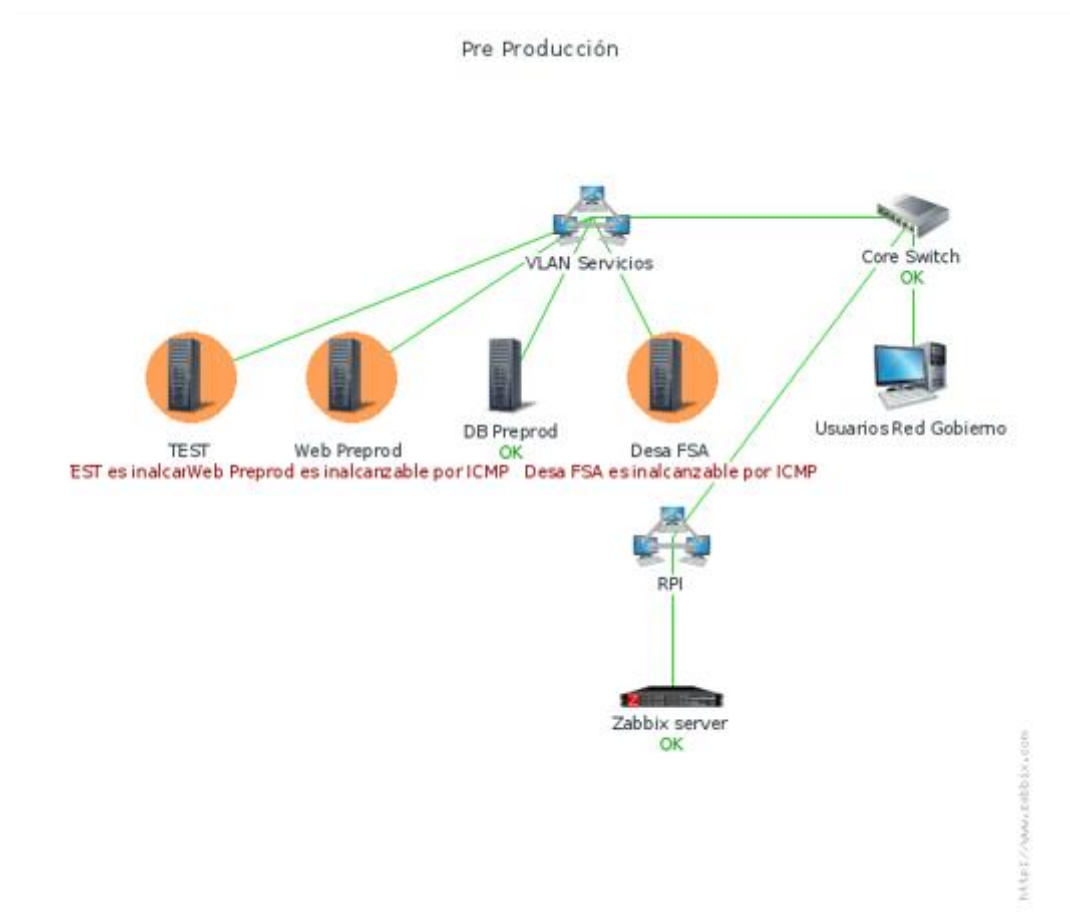 Pre Producción
VLAN Servicios
Core Switch
OK
Usuarios Red Gobierno
TEST
Web Preprod
DB Preprod
OK
Desa FSA
EST es inalcar
Web Preprod es inalcanzable por ICMP
Desa FSA es inalcanzable por ICMP
RPI
Z
Zabbix server
OK
http://www.zabbix.com